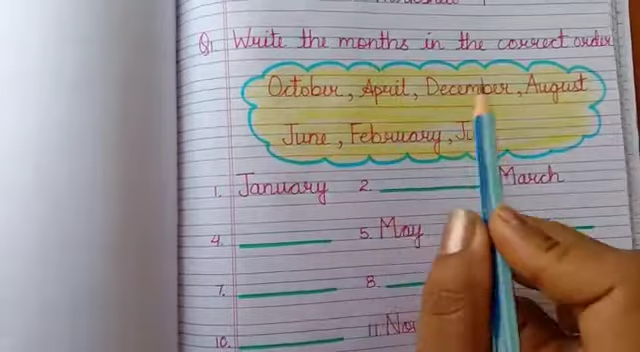 Q1 Write the months in the correct order
October, April, December, August
June, February,
1. January 2. March
4. 5. May
7. 8.
10. 11.